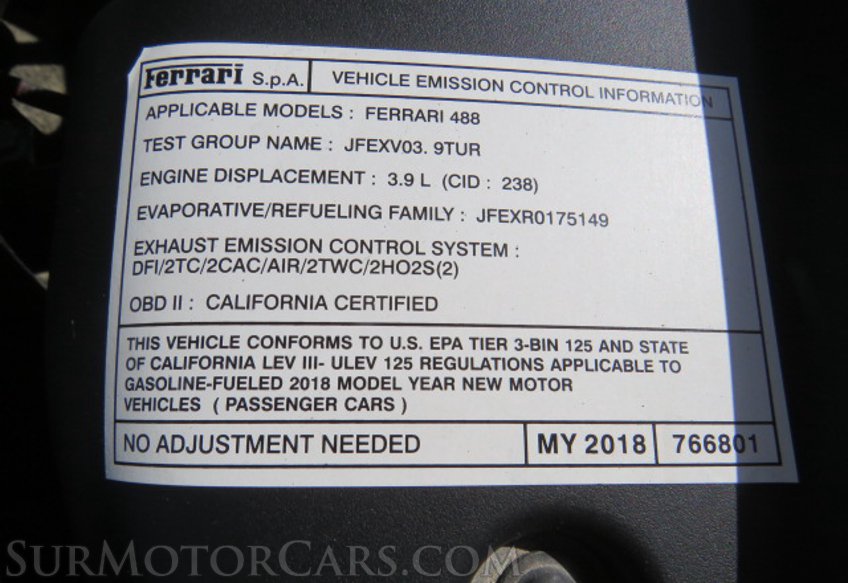 Ferrari S.p.A. VEHICLE EMISSION CONTROL INFORMATION
APPLICABLE MODELS : FERRARI 488
TEST GROUP NAME : JFEXV03. 9TUR
ENGINE DISPLACEMENT : 3.9 L (CID : 238)
EVAPORATIVE/REFUELING FAMILY : JFEXR0175149
EXHAUST EMISSION CONTROL SYSTEM :
DFI/2TC/2CAC/AIR/2TWC/2HO2S(2)
OBD II : CALIFORNIA CERTIFIED
THIS VEHICLE CONFORMS TO U.S. EPA TIER 3-BIN 125 AND STATE
OF CALIFORNIA LEV III- ULEV 125 REGULATIONS APPLICABLE TO
GASOLINE-FUELED 2018 MODEL YEAR NEW MOTOR
VEHICLES ( PASSENGER CARS )
NO ADJUSTMENT NEEDED MY 2018 766801
SurMotorCars.com